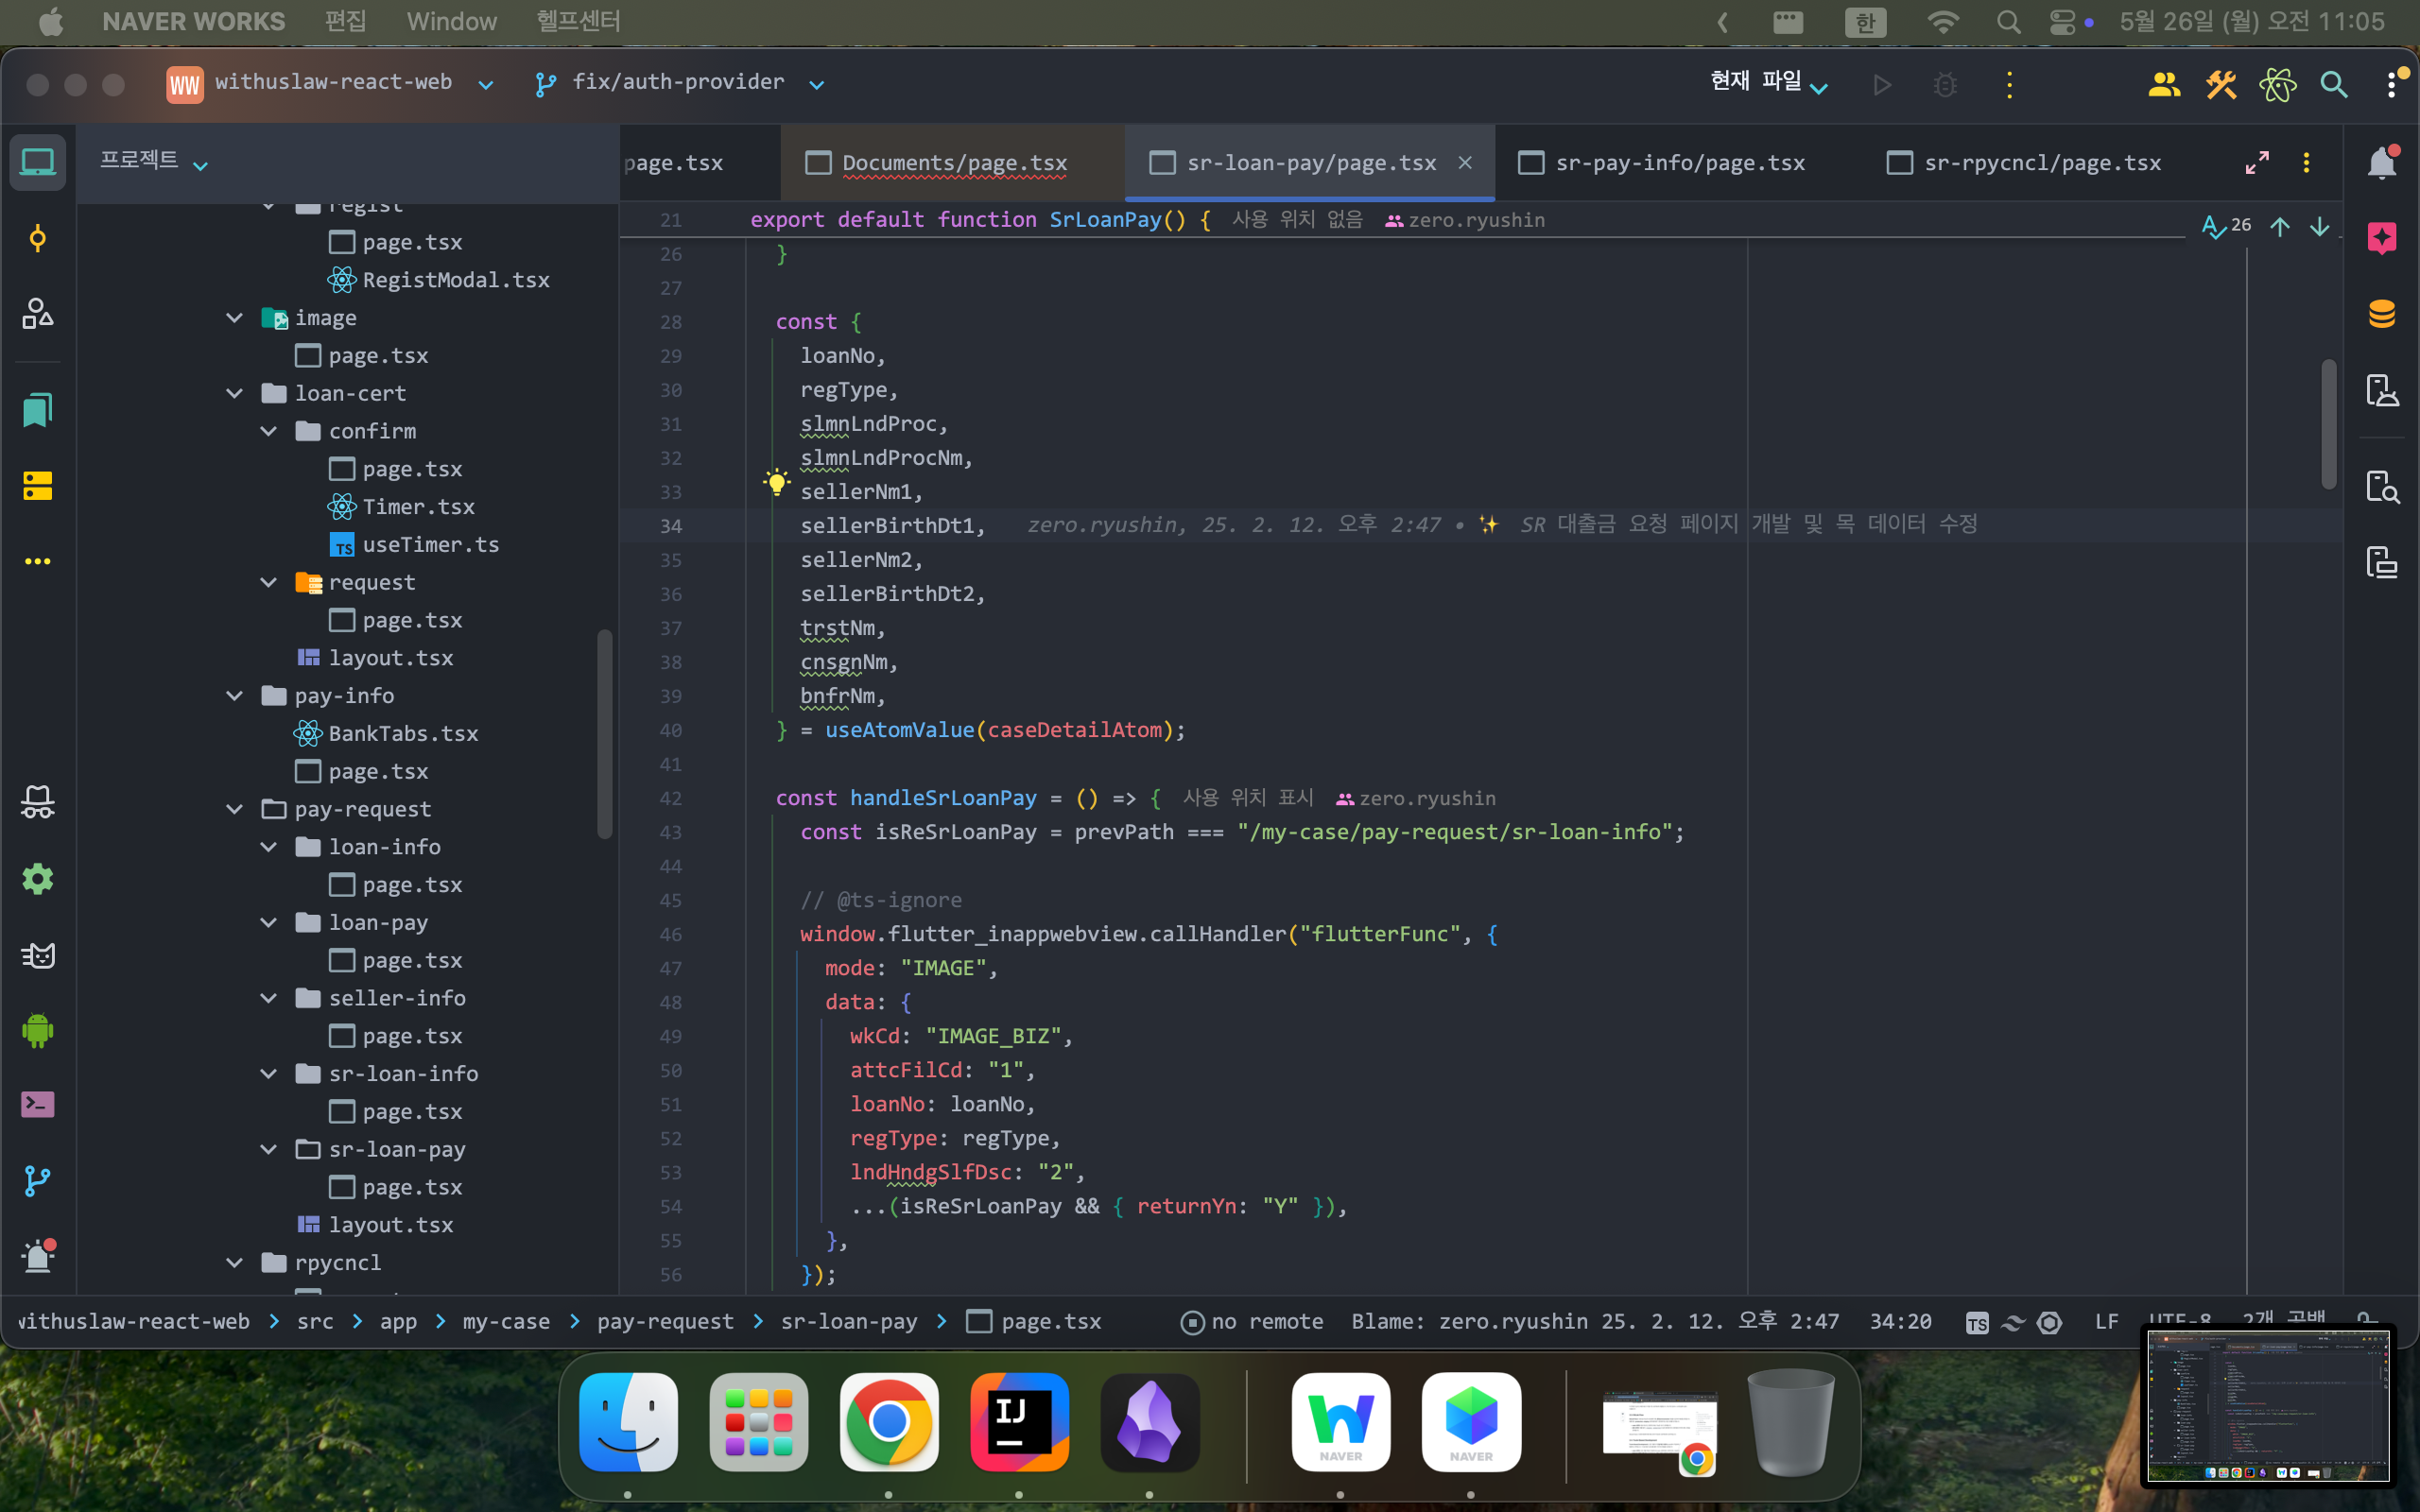 NAVER WORKS 편집 Window 헬프센터 한 5월 26일 (월) 오전 11:05
WW withuslaw-react-web fix/auth-provider 현재 파일
프로젝트
page.tsx Documents/page.tsx sr-loan-pay/page.tsx sr-pay-info/page.tsx sr-rpycncl/page.tsx
regist
page.tsx
RegistModal.tsx
image
page.tsx
loan-cert
confirm
page.tsx
Timer.tsx
TS useTimer.ts
request
page.tsx
layout.tsx
pay-info
BankTabs.tsx
page.tsx
pay-request
loan-info
page.tsx
loan-pay
page.tsx
seller-info
page.tsx
sr-loan-info
page.tsx
sr-loan-pay
page.tsx
layout.tsx
rpycncl
21 export default function SrLoanPay() { 사용 위치 없음 zero.ryushin 26
26 }
27
28 const {
29 loanNo,
30 regType,
31 slmnLndProc,
32 slmnLndProcNm,
33 sellerNm1,
34 sellerBirthDt1, zero.ryushin, 25. 2. 12. 오후 2:47 • ✨ SR 대출금 요청 페이지 개발 및 목 데이터 수정
35 sellerNm2,
36 sellerBirthDt2,
37 trstNm,
38 cnsgnNm,
39 bnfrNm,
40 } = useAtomValue(caseDetailAtom);
41
42 const handleSrLoanPay = () => { 사용 위치 표시 zero.ryushin
43 const isReSrLoanPay = prevPath === "/my-case/pay-request/sr-loan-info";
44
45 // @ts-ignore
46 window.flutter_inappwebview.callHandler("flutterFunc", {
47 mode: "IMAGE",
48 data: {
49 wkCd: "IMAGE_BIZ",
50 attcFilCd: "1",
51 loanNo: loanNo,
52 regType: regType,
53 lndHndgSlfDsc: "2",
54 ...(isReSrLoanPay && { returnYn: "Y" }),
55 },
56 });
withuslaw-react-web > src > app > my-case > pay-request > sr-loan-pay > page.tsx no remote Blame: zero.ryushin 25. 2. 12. 오후 2:47 34:20 TS LF UTF-8 2개 공백
IJ
NAVER NAVER